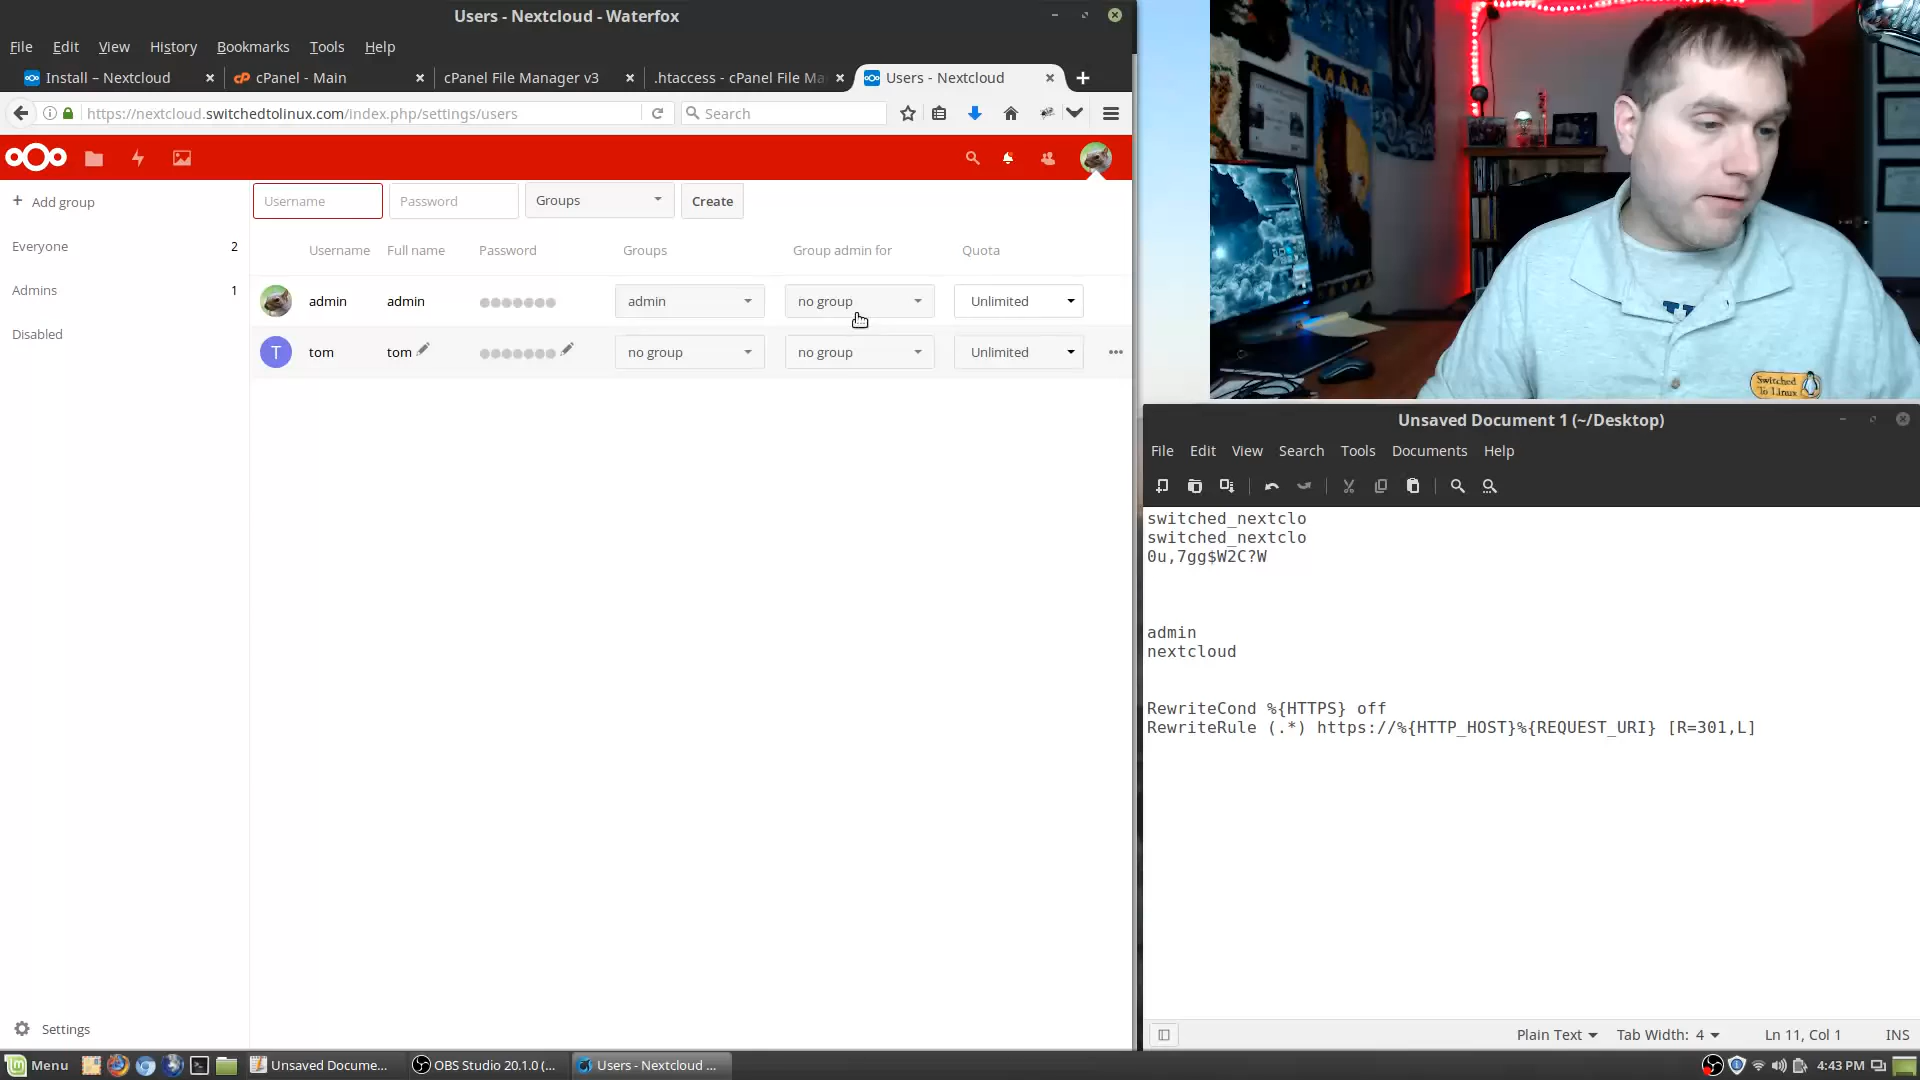 Users - Nextcloud - Waterfox
File Edit View History Bookmarks Tools Help
Install – Nextcloud
cPanel - Main
cPanel File Manager v3
.htaccess - cPanel File Ma
Users - Nextcloud
https://nextcloud.switchedtolinux.com/index.php/settings/users
Search
+ Add group
Everyone 2
Admins 1
Disabled
Username Password Groups Create
Username Full name Password Groups Group admin for Quota
admin admin admin no group Unlimited
T tom tom no group no group Unlimited
Settings
Switched
To Linux
Unsaved Document 1 (~/Desktop)
File Edit View Search Tools Documents Help
switched_nextclo
switched_nextclo
0u,7gg$W2C?W
admin
nextcloud
RewriteCond %{HTTPS} off
RewriteRule (.*) https://%{HTTP_HOST}%{REQUEST_URI} [R=301,L]
Plain Text Tab Width: 4 Ln 11, Col 1 INS
Menu
Unsaved Docume...
OBS Studio 20.1.0 (...
Users - Nextcloud ...
4:43 PM